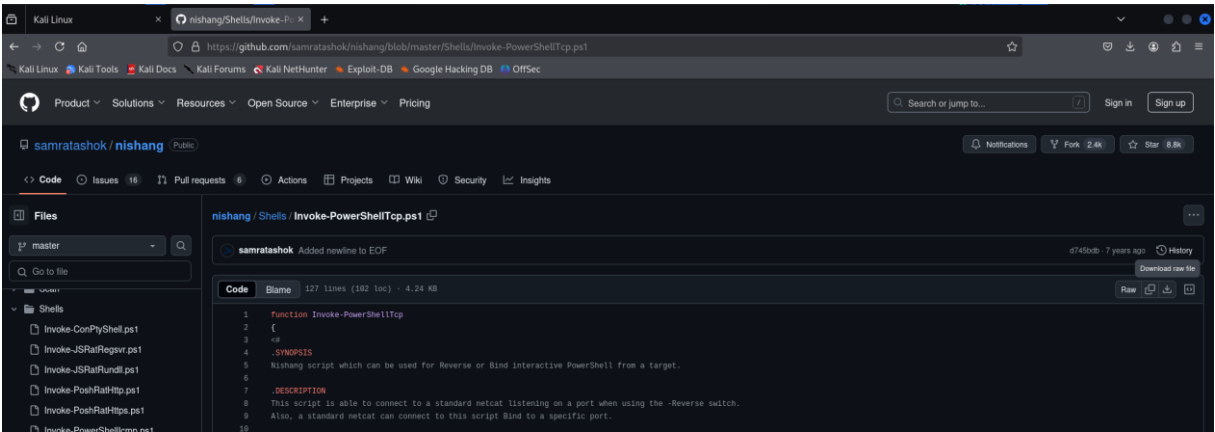 Kali Linux × nishang/Shells/Invoke-Po × +
https://github.com/samratashok/nishang/blob/master/Shells/Invoke-PowerShellTcp.ps1
Kali Linux Kali Tools Kali Docs Kali Forums Kali NetHunter Exploit-DB Google Hacking DB OffSec
Product Solutions Resources Open Source Enterprise Pricing Search or jump to... / Sign in Sign up
samratashok / nishang Public Notifications Fork 2.4k Star 8.8k
<> Code Issues 16 Pull requests 6 Actions Projects Wiki Security Insights
Files nishang / Shells / Invoke-PowerShellTcp.ps1 ...
master samratashok Added newline to EOF d745bdb · 7 years ago History
Go to file Download raw file
Code Blame 127 lines (102 loc) · 4.24 KB Raw
Shells
Invoke-ConPtyShell.ps1
Invoke-JSRatRegsvr.ps1
Invoke-JSRatRundll.ps1
Invoke-PoshRatHttp.ps1
Invoke-PoshRatHttps.ps1
1 function Invoke-PowerShellTcp
2 {
3 <#
4 .SYNOPSIS
5 Nishang script which can be used for Reverse or Bind interactive PowerShell from a target.
6
7 .DESCRIPTION
8 This script is able to connect to a standard netcat listening on a port when using the -Reverse switch.
9 Also, a standard netcat can connect to this script Bind to a specific port.
10